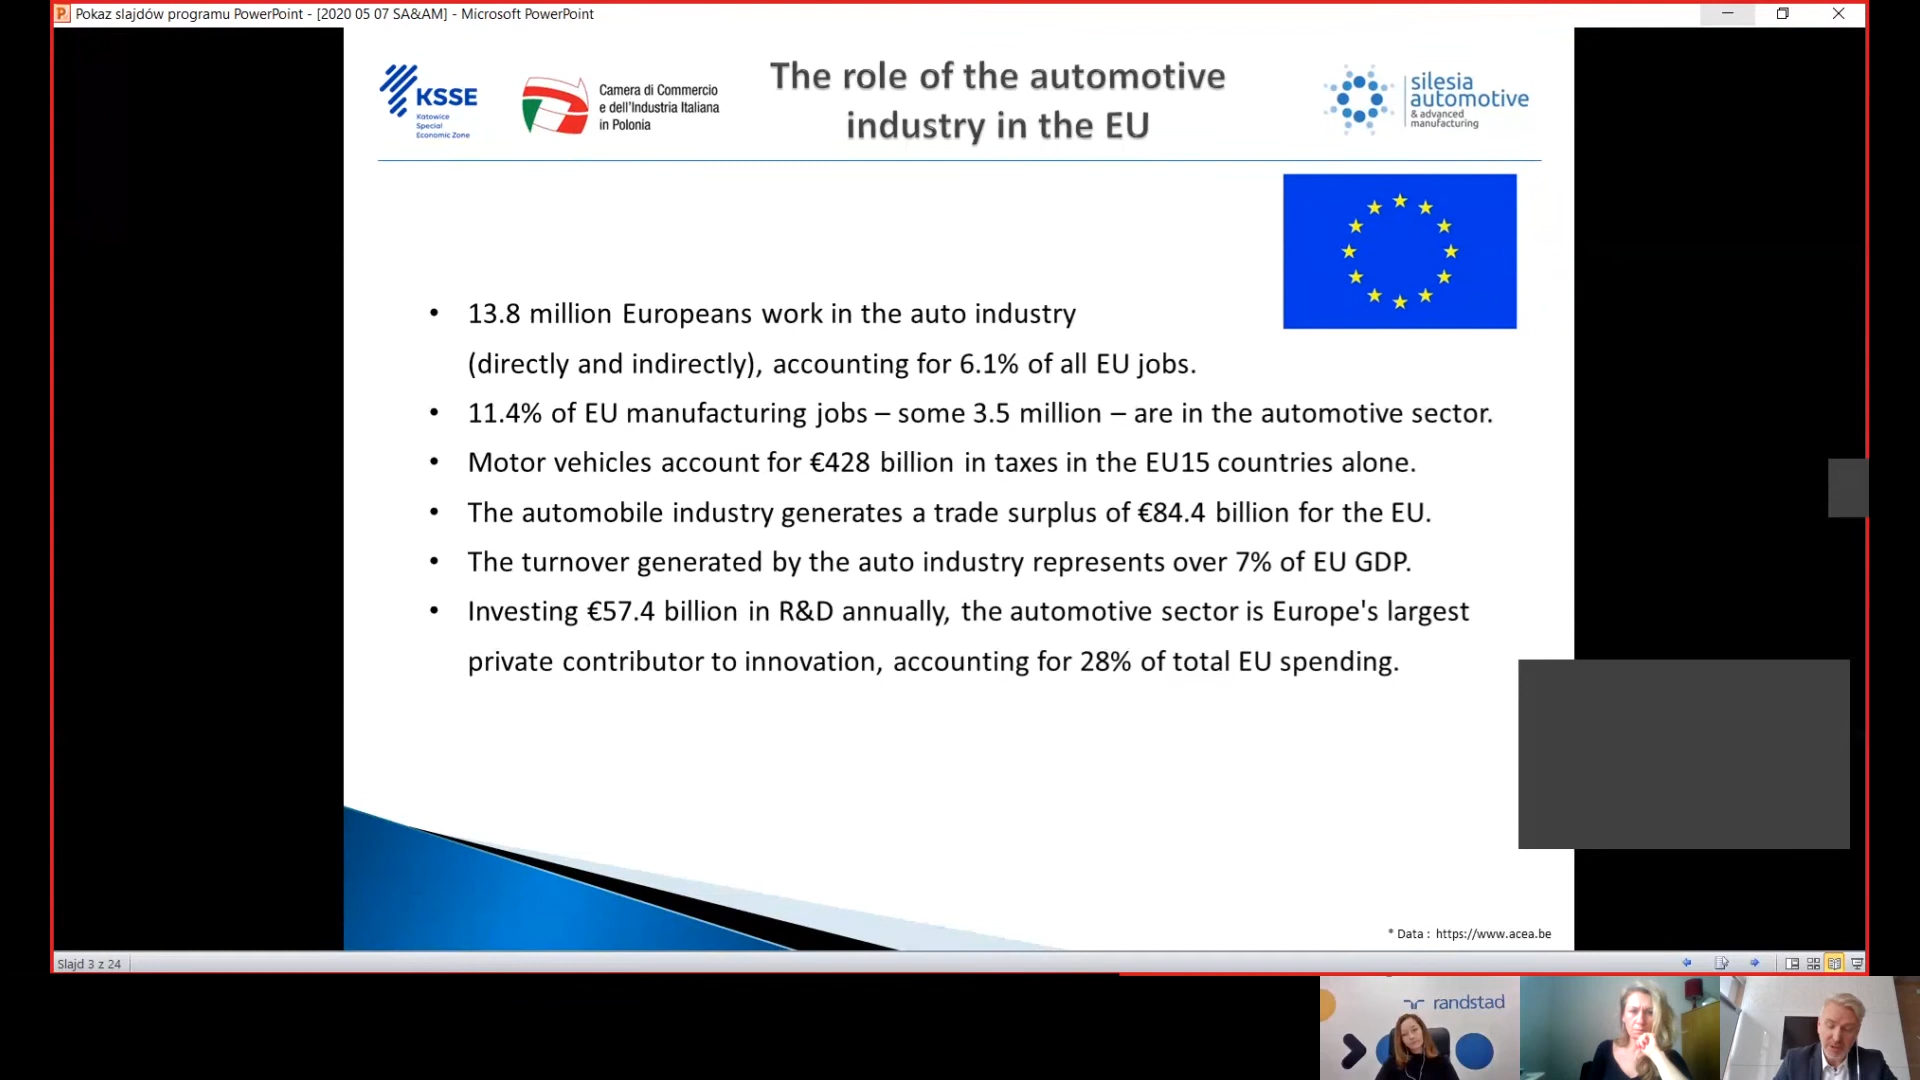 Pokaz slajdów programu PowerPoint - [2020 05 07 SA&AM] - Microsoft PowerPoint
KSSE
Katowice
Special
Economic Zone
Camera di Commercio
e dell'Industria Italiana
in Polonia
The role of the automotive
industry in the EU
silesia
automotive
& advanced
manufacturing
• 13.8 million Europeans work in the auto industry
(directly and indirectly), accounting for 6.1% of all EU jobs.
• 11.4% of EU manufacturing jobs – some 3.5 million – are in the automotive sector.
• Motor vehicles account for €428 billion in taxes in the EU15 countries alone.
• The automobile industry generates a trade surplus of €84.4 billion for the EU.
• The turnover generated by the auto industry represents over 7% of EU GDP.
• Investing €57.4 billion in R&D annually, the automotive sector is Europe's largest
private contributor to innovation, accounting for 28% of total EU spending.
* Data : https://www.acea.be
Slajd 3 z 24
randstad